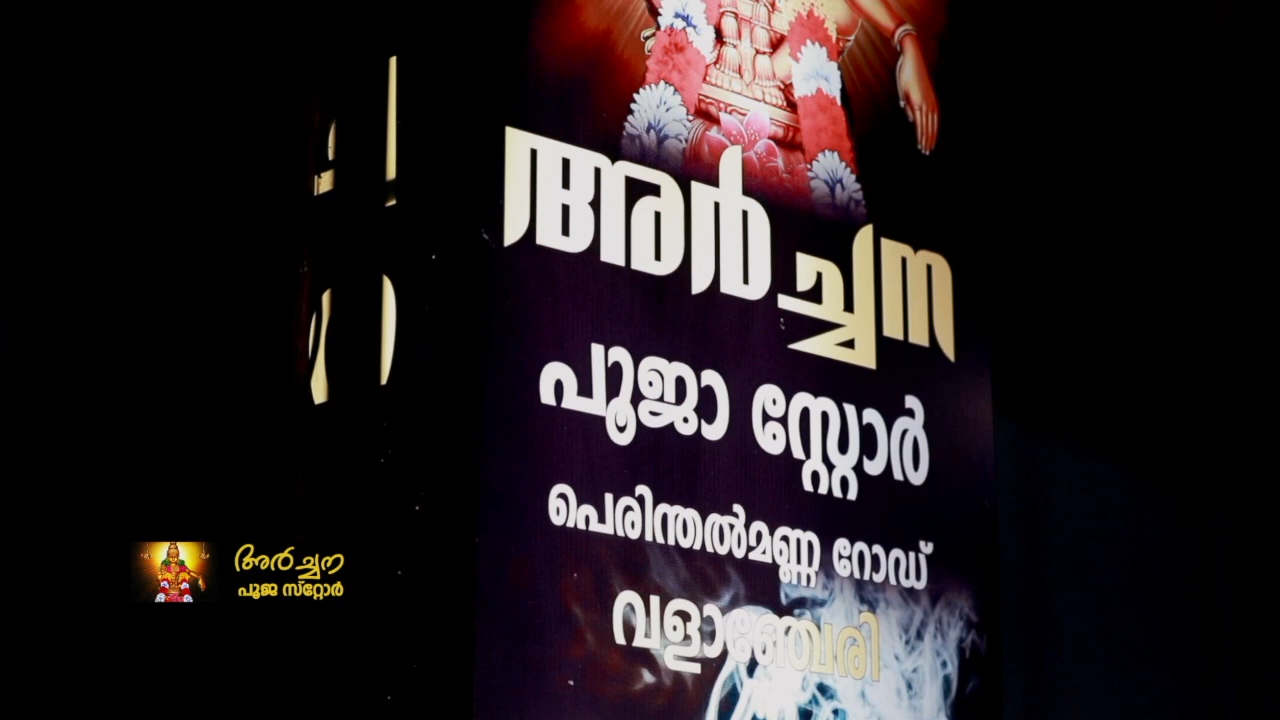 അർച്ചന
പൂജാ സ്റ്റോർ
പെരിന്തൽമണ്ണ റോഡ്
വളാഞ്ചേരി
അർച്ചന
പൂജ സ്റ്റോർ